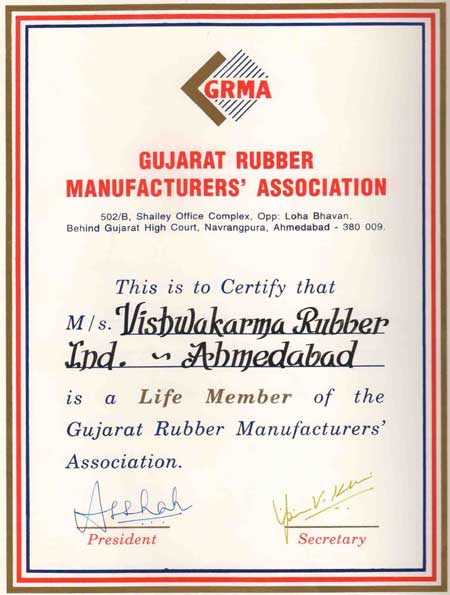 GRMA
GUJARAT RUBBER
MANUFACTURERS' ASSOCIATION
502/B, Shailey Office Complex, Opp: Loha Bhavan,
Behind Gujarat High Court, Navrangpura, Ahmedabad - 380 009.
This is to Certify that
M/s. Vishwakarma Rubber
Ind. ~ Ahmedabad
is a Life Member of the
Gujarat Rubber Manufacturers'
Association.
President
Secretary